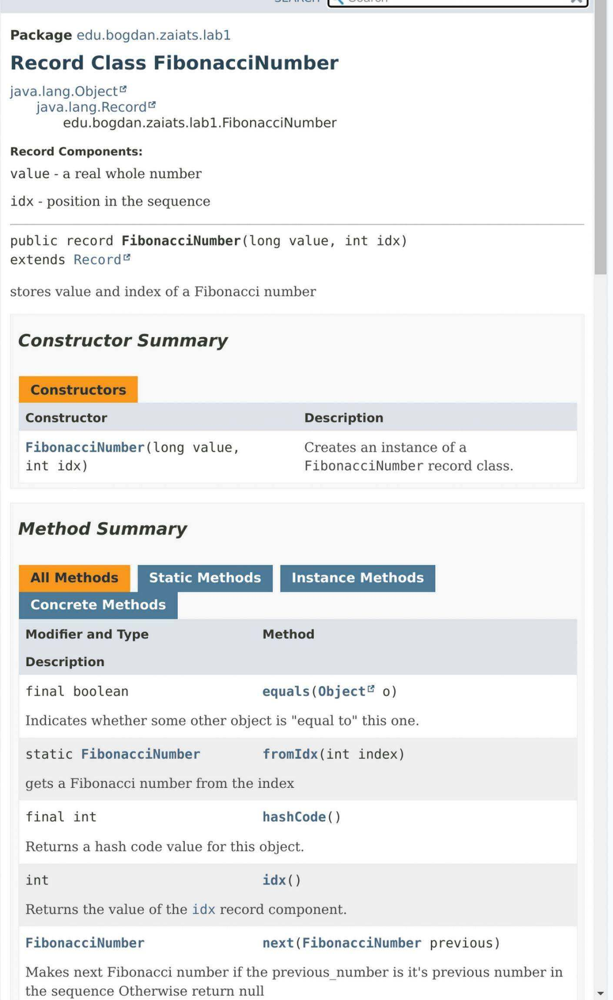 SEARCH Search
Package edu.bogdan.zaiats.lab1
Record Class FibonacciNumber
java.lang.Object
java.lang.Record
edu.bogdan.zaiats.lab1.FibonacciNumber
Record Components:
value - a real whole number
idx - position in the sequence
public record FibonacciNumber(long value, int idx)
extends Record
stores value and index of a Fibonacci number
Constructor Summary
Constructors
Constructor Description
FibonacciNumber(long value, Creates an instance of a
int idx) FibonacciNumber record class.
Method Summary
All Methods Static Methods Instance Methods
Concrete Methods
Modifier and Type Method
Description
final boolean equals(Object o)
Indicates whether some other object is "equal to" this one.
static FibonacciNumber fromIdx(int index)
gets a Fibonacci number from the index
final int hashCode()
Returns a hash code value for this object.
int idx()
Returns the value of the idx record component.
FibonacciNumber next(FibonacciNumber previous)
Makes next Fibonacci number if the previous_number is it's previous number in
the sequence Otherwise return null